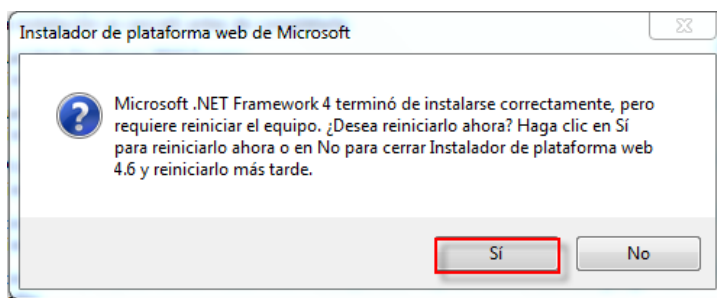 Instalador de plataforma web de Microsoft
Microsoft .NET Framework 4 terminó de instalarse correctamente, pero
requiere reiniciar el equipo. ¿Desea reiniciarlo ahora? Haga clic en Sí
para reiniciarlo ahora o en No para cerrar Instalador de plataforma web
4.6 y reiniciarlo más tarde.
Sí
No